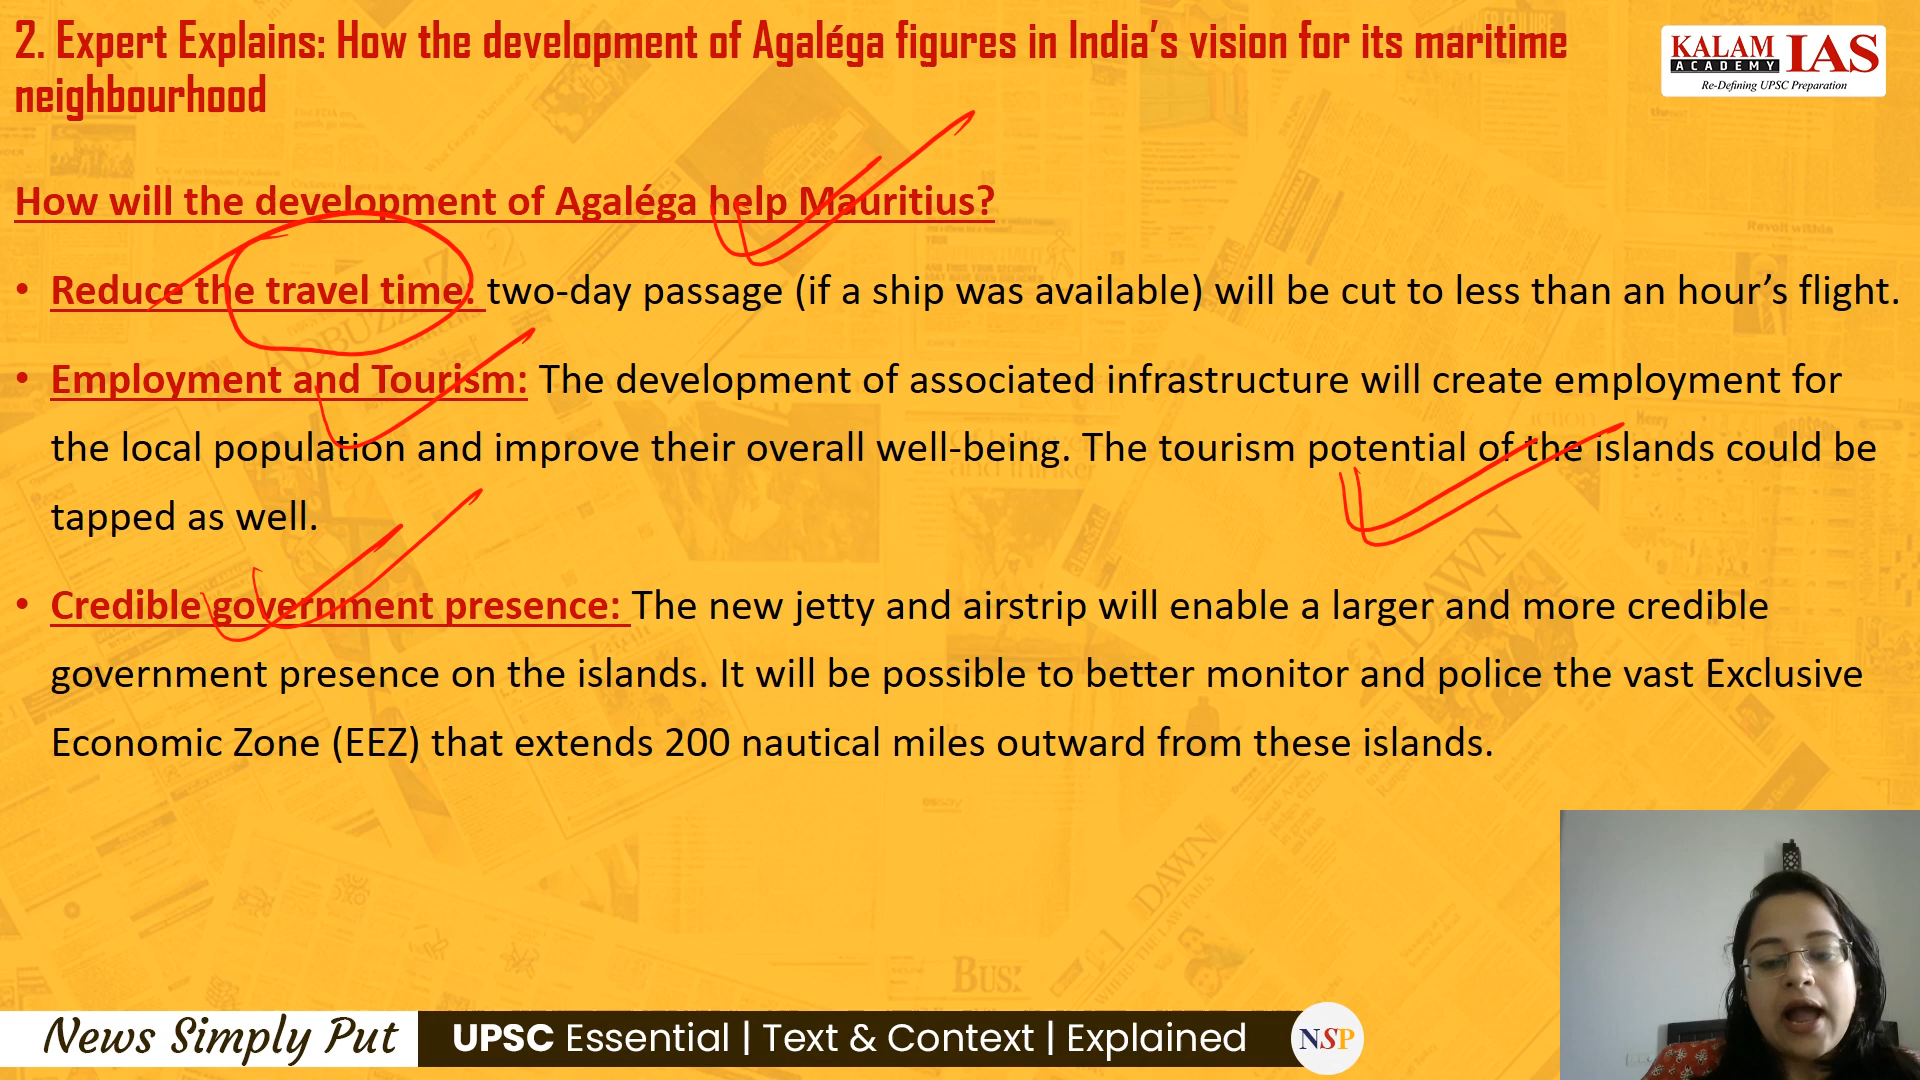 2. Expert Explains: How the development of Agaléga figures in India's vision for its maritime
neighbourhood
KALAM IAS
ACADEMY
Re-Defining UPSC Preparation
How will the development of Agaléga help Mauritius?
• Reduce the travel time: two-day passage (if a ship was available) will be cut to less than an hour's flight.
• Employment and Tourism: The development of associated infrastructure will create employment for
the local population and improve their overall well-being. The tourism potential of the islands could be
tapped as well.
• Credible government presence: The new jetty and airstrip will enable a larger and more credible
government presence on the islands. It will be possible to better monitor and police the vast Exclusive
Economic Zone (EEZ) that extends 200 nautical miles outward from these islands.
DAWN
DAWN
News Simply Put
UPSC Essential | Text & Context | Explained
NSP